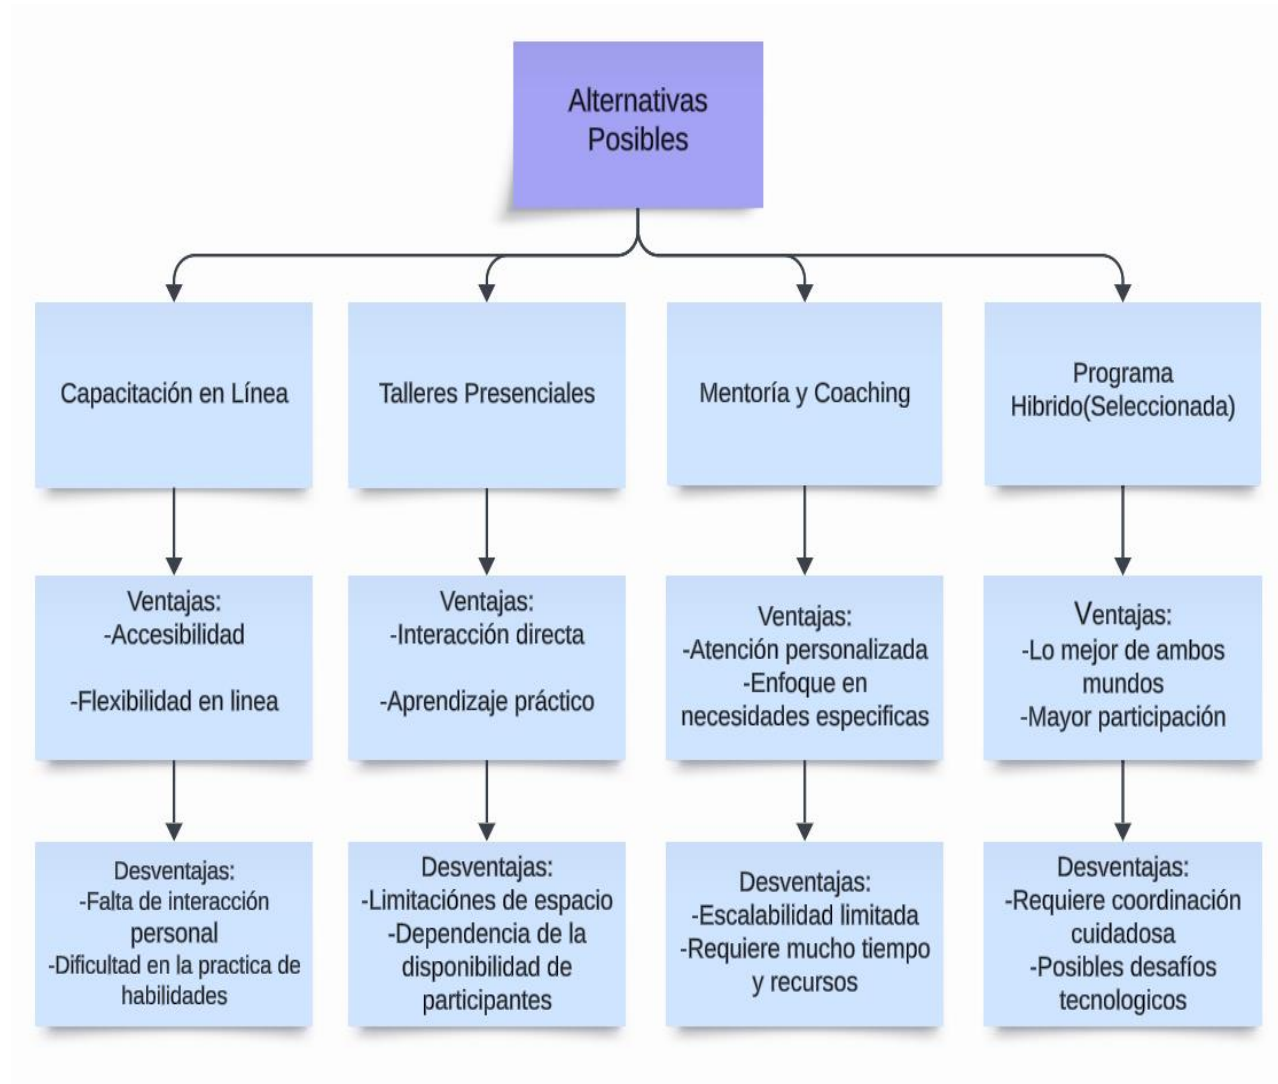 Alternativas
Posibles
Capacitación en Línea
Talleres Presenciales
Mentoría y Coaching
Programa
Hibrido(Seleccionada)
Ventajas:
-Accesibilidad
-Flexibilidad en linea
Ventajas:
-Interacción directa
-Aprendizaje práctico
Ventajas:
-Atención personalizada
-Enfoque en
necesidades especificas
Ventajas:
-Lo mejor de ambos
mundos
-Mayor participación
Desventajas:
-Falta de interacción
personal
-Dificultad en la practica de
habilidades
Desventajas:
-Limitaciónes de espacio
-Dependencia de la
disponibilidad de
participantes
Desventajas:
-Escalabilidad limitada
-Requiere mucho tiempo
y recursos
Desventajas:
-Requiere coordinación
cuidadosa
-Posibles desafíos
tecnologicos